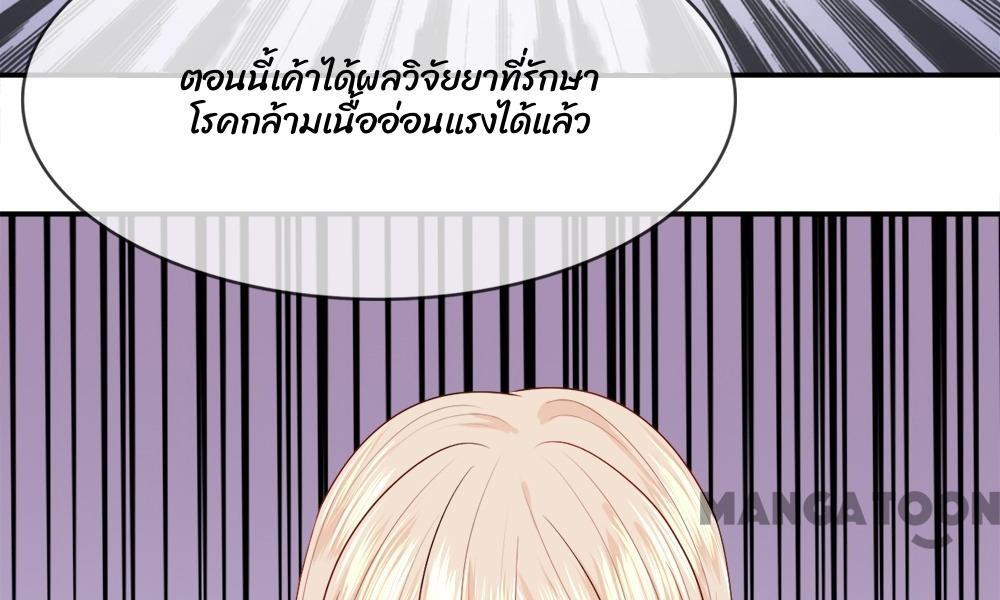 ตอนนี้เค้าได้ผลวิจัยยาที่รักษา
โรคกล้ามเนื้ออ่อนแรงได้แล้ว
MANGATOON